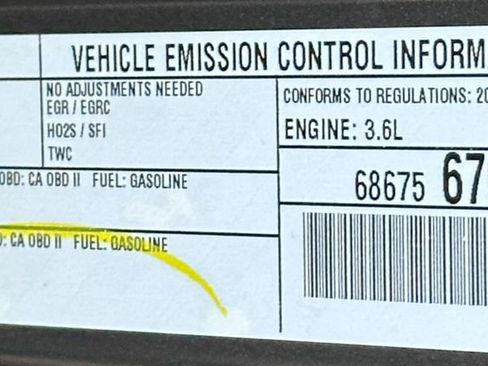 VEHICLE EMISSION CONTROL INFORM
NO ADJUSTMENTS NEEDED
EGR / EGRC
HO2S / SFI
TWC
CONFORMS TO REGULATIONS: 20
ENGINE: 3.6L
68675 67
OBD: CA OBD II FUEL: GASOLINE
D: CA OBD II FUEL: GASOLINE